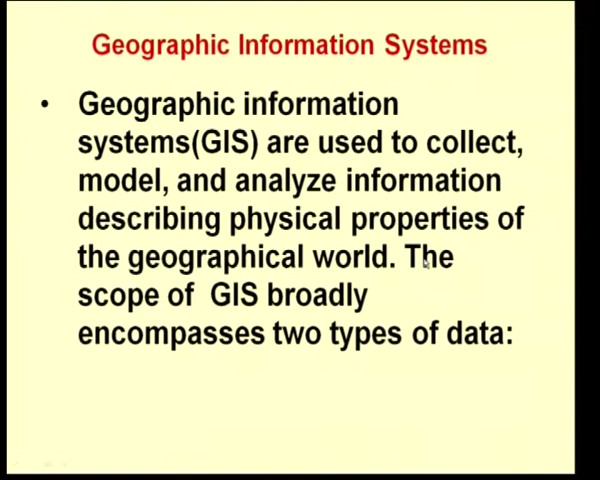 Geographic Information Systems
• Geographic information
systems(GIS) are used to collect,
model, and analyze information
describing physical properties of
the geographical world. The
scope of  GIS broadly
encompasses two types of data: